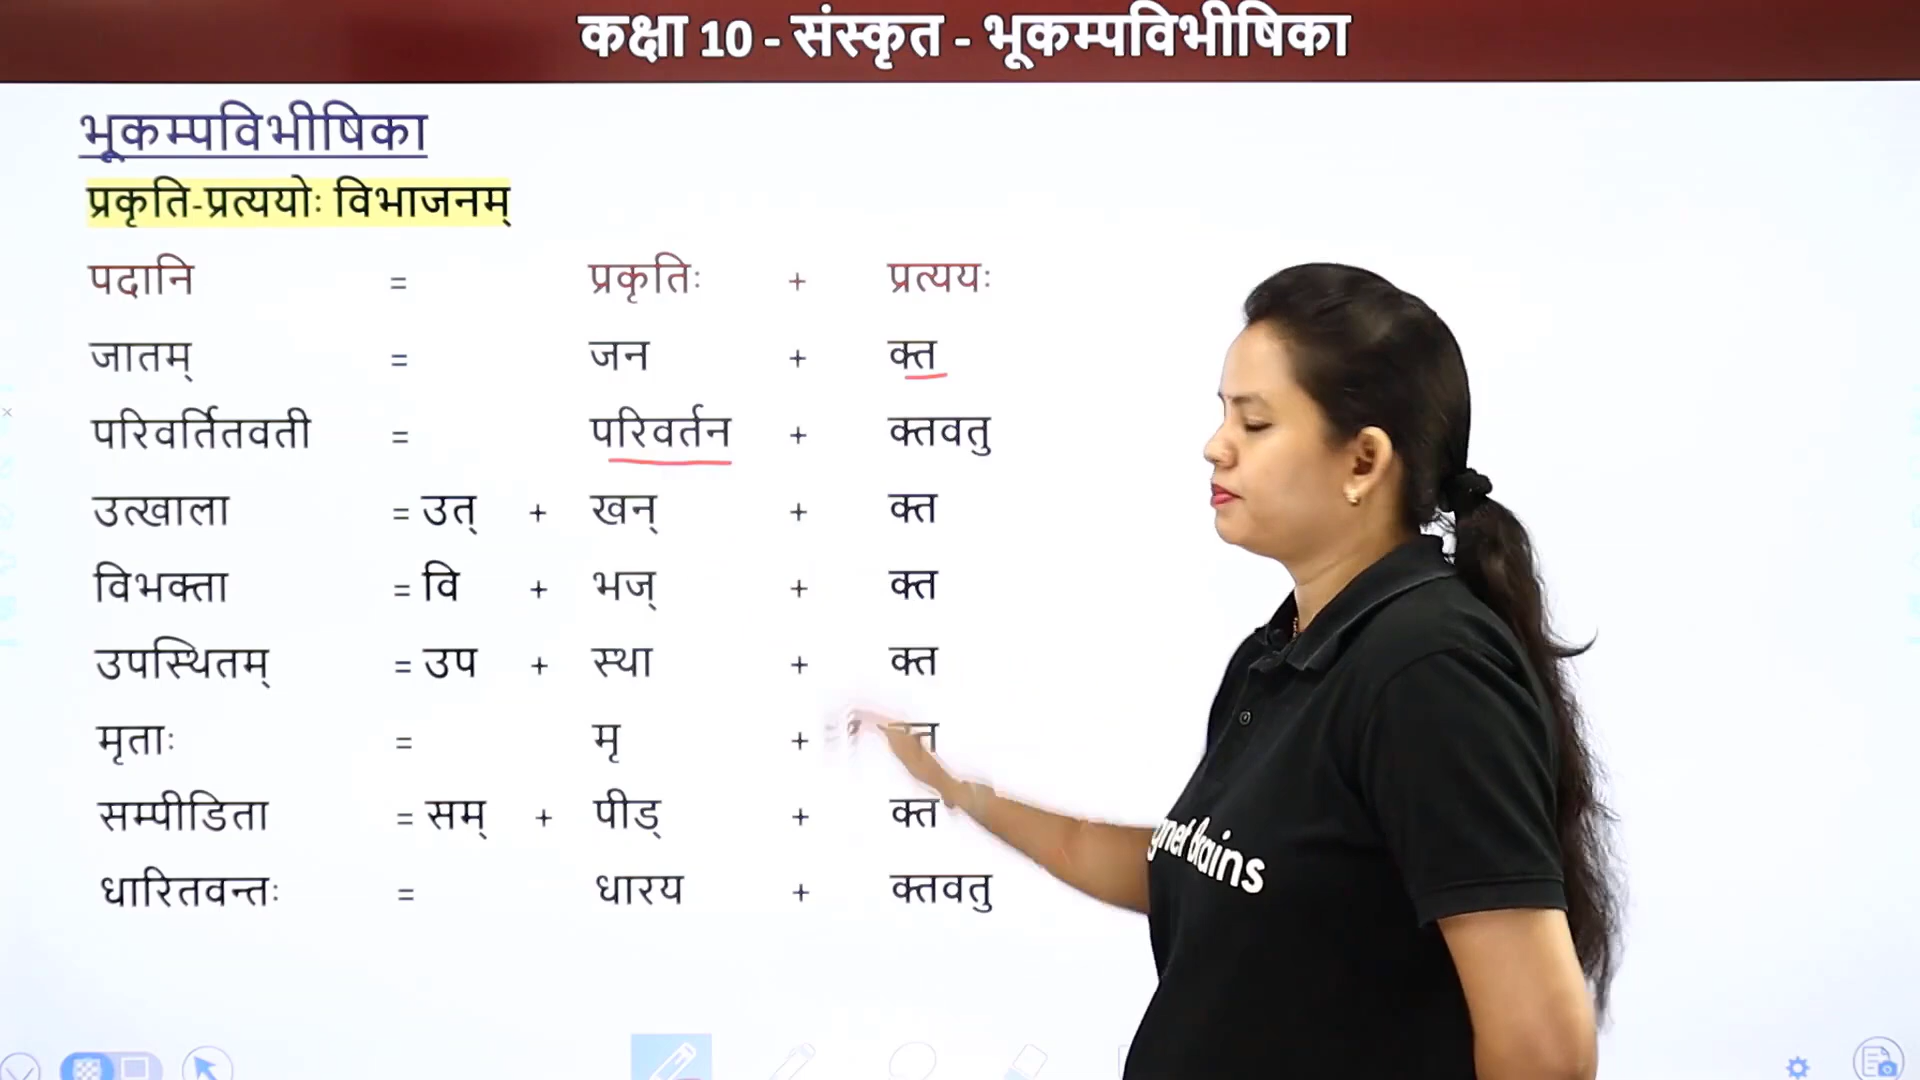 कक्षा 10 - संस्कृत - भूकम्पविभीषिका
भूकम्पविभीषिका
प्रकृति-प्रत्ययोः विभाजनम्
पदानि = प्रकृतिः + प्रत्ययः
जातम् = जन + क्त
परिवर्तितवती = परिवर्तन + क्तवतु
उत्खाला = उत् + खन् + क्त
विभक्ता = वि + भज् + क्त
उपस्थितम् = उप + स्था + क्त
मृताः = मृ +
सम्पीडिता = सम् + पीड् + क्त
धारितवन्तः = धारय + क्तवतु
Brains